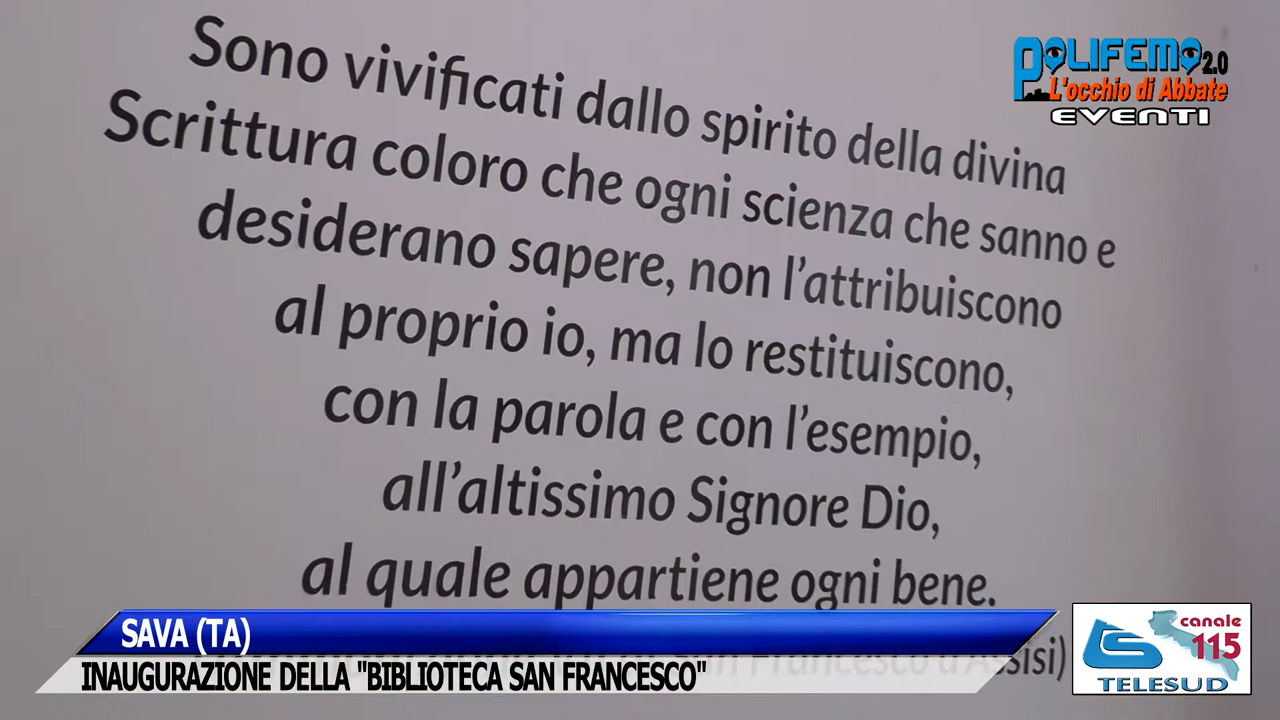 Sono vivificati dallo spirito della divina
Scrittura coloro che ogni scienza che sanno e
desiderano sapere, non l'attribuiscono
al proprio io, ma lo restituiscono,
con la parola e con l'esempio,
all'altissimo Signore Dio,
al quale appartiene ogni bene.
Francesco d'Assisi)
POLIFEMO 2.0
L'occhio di Abbate
EVENTI
SAVA (TA)
INAUGURAZIONE DELLA "BIBLIOTECA SAN FRANCESCO"
canale
115
TELESUD